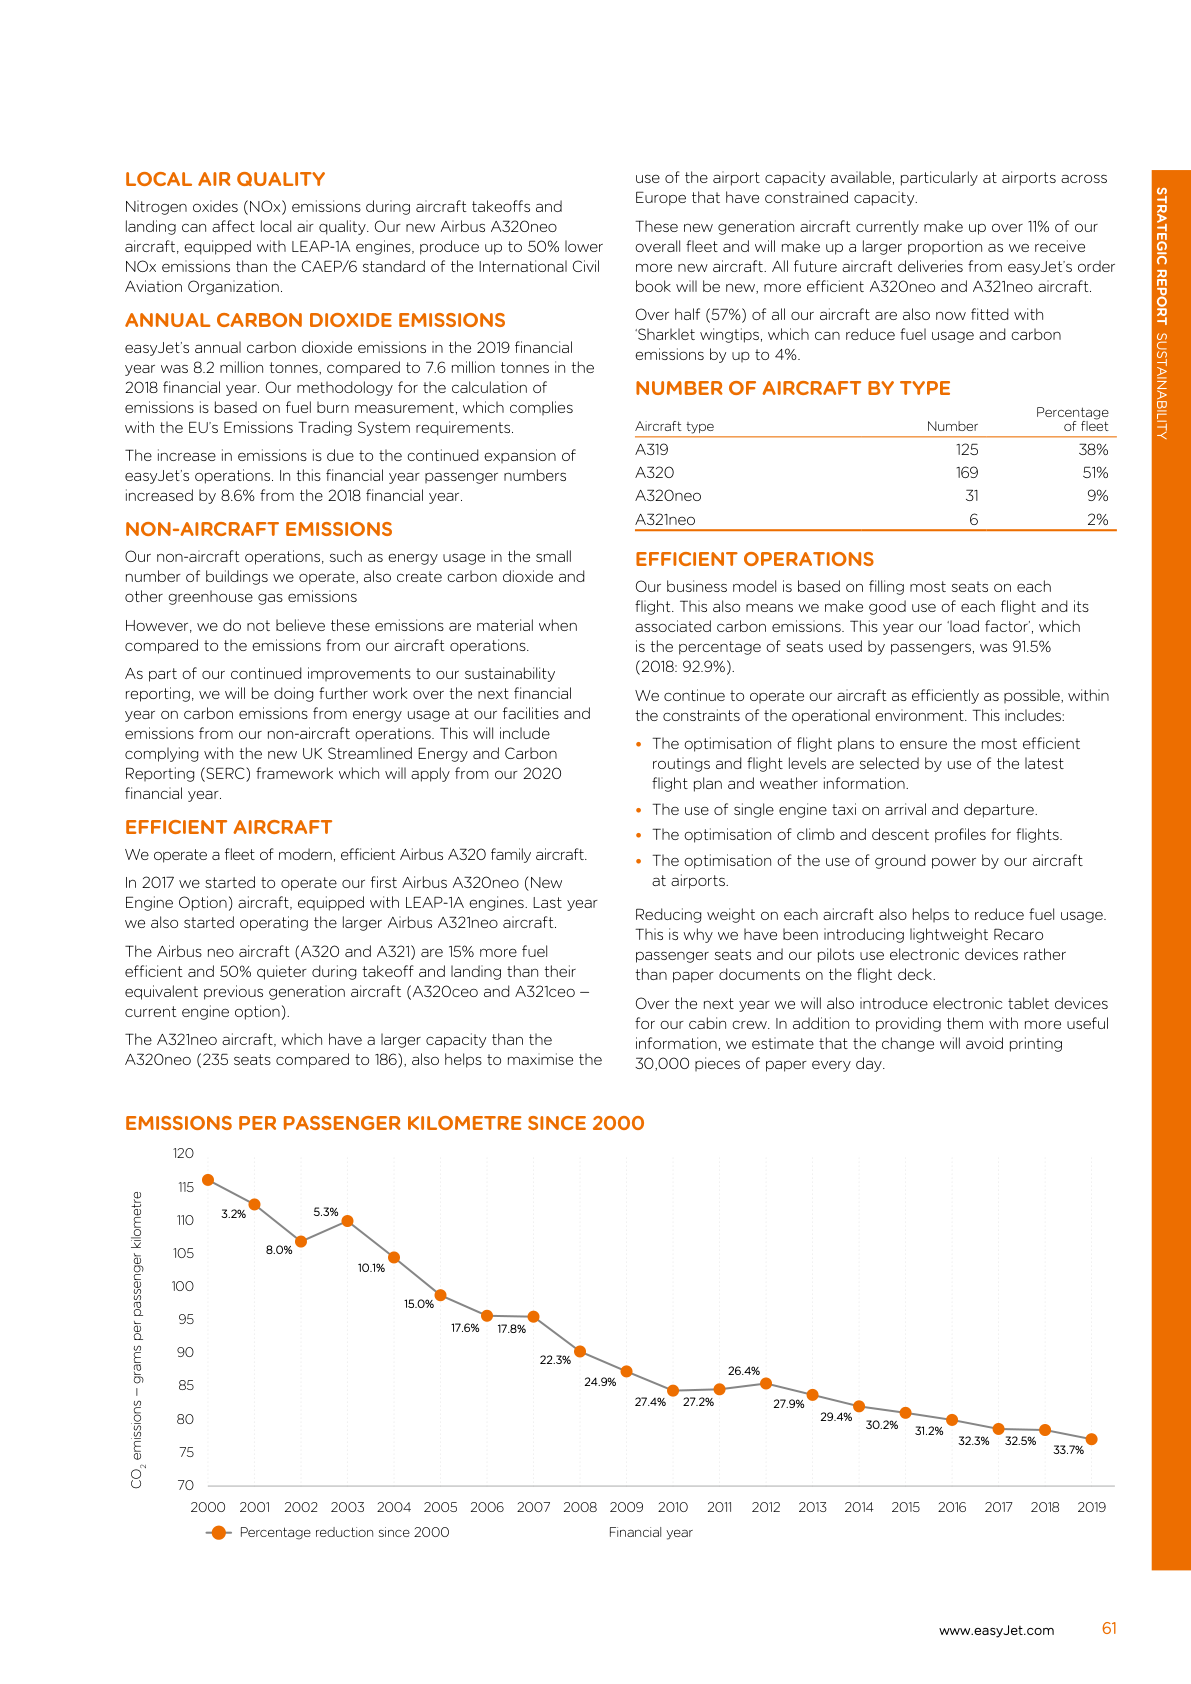 LOCAL AIR QUALITY
Nitrogen oxides (NOx) emissions during aircraft takeoffs and
landing can affect local air quality. Our new Airbus A320neo
aircraft, equipped with LEAP-1A engines, produce up to 50% lower
NOx emissions than the CAEP/6 standard of the International Civil
Aviation Organization.
ANNUAL CARBON DIOXIDE EMISSIONS
easyJet's annual carbon dioxide emissions in the 2019 financial
year was 8.2 million tonnes, compared to 7.6 million tonnes in the
2018 financial year. Our methodology for the calculation of
emissions is based on fuel burn measurement, which complies
with the EU's Emissions Trading System requirements.
The increase in emissions is due to the continued expansion of
easyJet's operations. In this financial year passenger numbers
increased by 8.6% from the 2018 financial year.
NON-AIRCRAFT EMISSIONS
Our non-aircraft operations, such as energy usage in the small
number of buildings we operate, also create carbon dioxide and
other greenhouse gas emissions
However, we do not believe these emissions are material when
compared to the emissions from our aircraft operations.
As part of our continued improvements to our sustainability
reporting, we will be doing further work over the next financial
year on carbon emissions from energy usage at our facilities and
emissions from our non-aircraft operations. This will include
complying with the new UK Streamlined Energy and Carbon
Reporting (SERC) framework which will apply from our 2020
financial year.
EFFICIENT AIRCRAFT
We operate a fleet of modern, efficient Airbus A320 family aircraft.
In 2017 we started to operate our first Airbus A320neo (New
Engine Option) aircraft, equipped with LEAP-1A engines. Last year
we also started operating the larger Airbus A321neo aircraft.
The Airbus neo aircraft (A320 and A321) are 15% more fuel
efficient and 50% quieter during takeoff and landing than their
equivalent previous generation aircraft (A320ceo and A321ceo –
current engine option).
The A321neo aircraft, which have a larger capacity than the
A320neo (235 seats compared to 186), also helps to maximise the
use of the airport capacity available, particularly at airports across
Europe that have constrained capacity.
These new generation aircraft currently make up over 11% of our
overall fleet and will make up a larger proportion as we receive
more new aircraft. All future aircraft deliveries from easyJet's order
book will be new, more efficient A320neo and A321neo aircraft.
Over half (57%) of all our aircraft are also now fitted with
'Sharklet wingtips, which can reduce fuel usage and carbon
emissions by up to 4%.
NUMBER OF AIRCRAFT BY TYPE
Aircraft type Number Percentage of fleet
A319 125 38%
A320 169 51%
A320neo 31 9%
A321neo 6 2%
EFFICIENT OPERATIONS
Our business model is based on filling most seats on each
flight. This also means we make good use of each flight and its
associated carbon emissions. This year our 'load factor', which
is the percentage of seats used by passengers, was 91.5%
(2018: 92.9%).
We continue to operate our aircraft as efficiently as possible, within
the constraints of the operational environment. This includes:
• The optimisation of flight plans to ensure the most efficient
routings and flight levels are selected by use of the latest
flight plan and weather information.
• The use of single engine taxi on arrival and departure.
• The optimisation of climb and descent profiles for flights.
• The optimisation of the use of ground power by our aircraft
at airports.
Reducing weight on each aircraft also helps to reduce fuel usage.
This is why we have been introducing lightweight Recaro
passenger seats and our pilots use electronic devices rather
than paper documents on the flight deck.
Over the next year we will also introduce electronic tablet devices
for our cabin crew. In addition to providing them with more useful
information, we estimate that the change will avoid printing
30,000 pieces of paper every day.
STRATEGIC REPORT SUSTAINABILITY
EMISSIONS PER PASSENGER KILOMETRE SINCE 2000
CO2 emissions – grams per passenger kilometre
120
115
110
105
100
95
90
85
80
75
70
3.2%
8.0%
5.3%
10.1%
15.0%
17.6%
17.8%
22.3%
24.9%
27.4%
27.2%
26.4%
27.9%
29.4%
30.2%
31.2%
32.3%
32.5%
33.7%
2000 2001 2002 2003 2004 2005 2006 2007 2008 2009 2010 2011 2012 2013 2014 2015 2016 2017 2018 2019
Percentage reduction since 2000
Financial year
www.easyJet.com 61